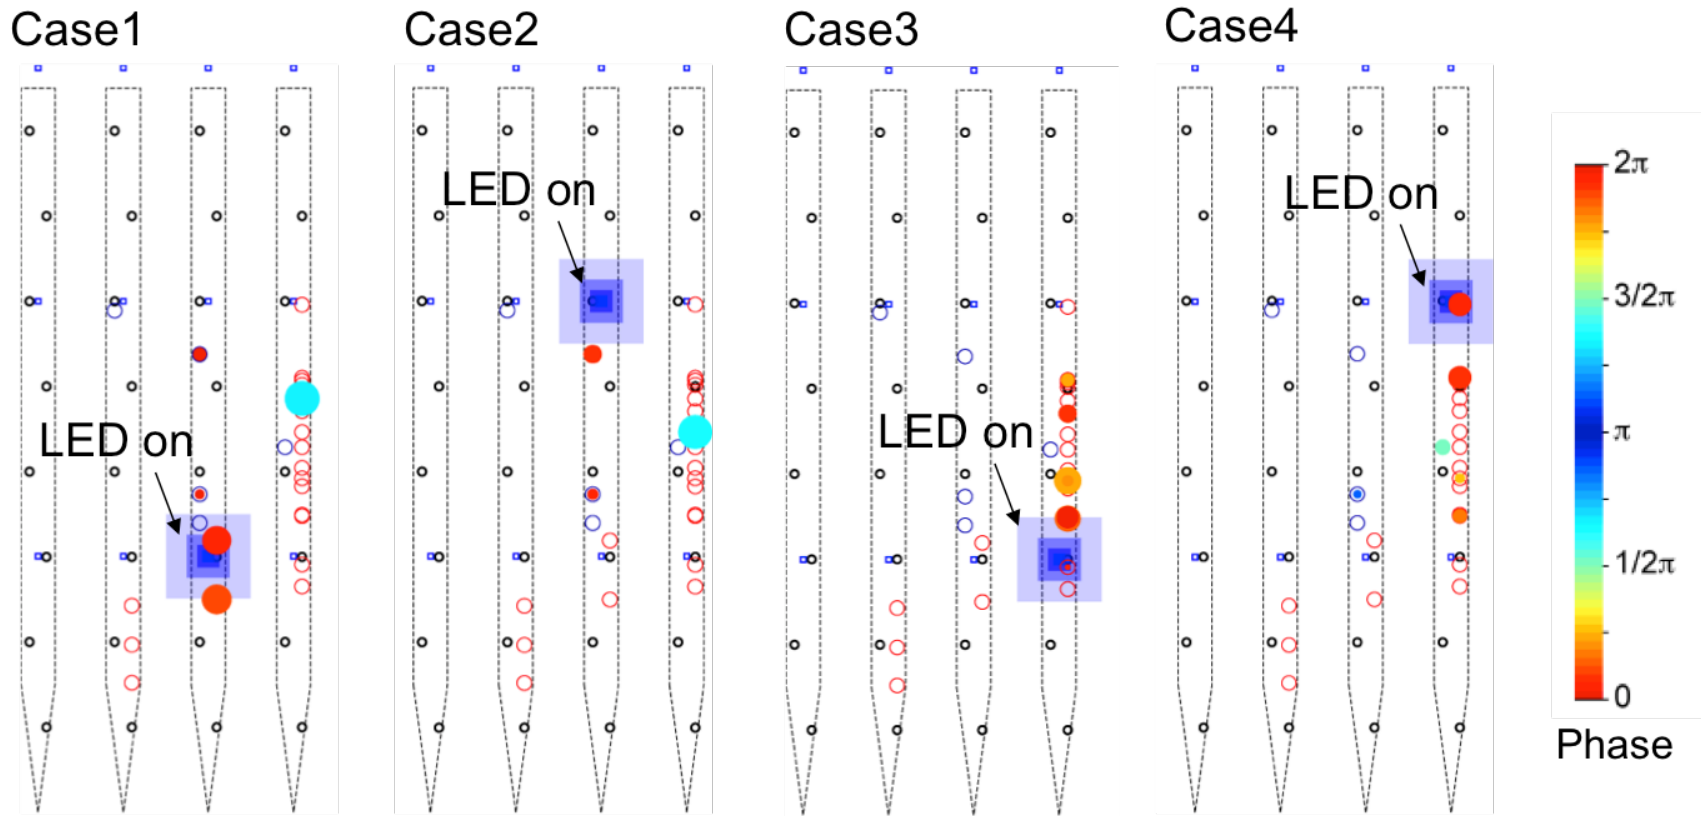 Case1
Case2
Case3
Case4
LED on
LED on
LED on
LED on
2π
3/2π
π
1/2π
0
Phase